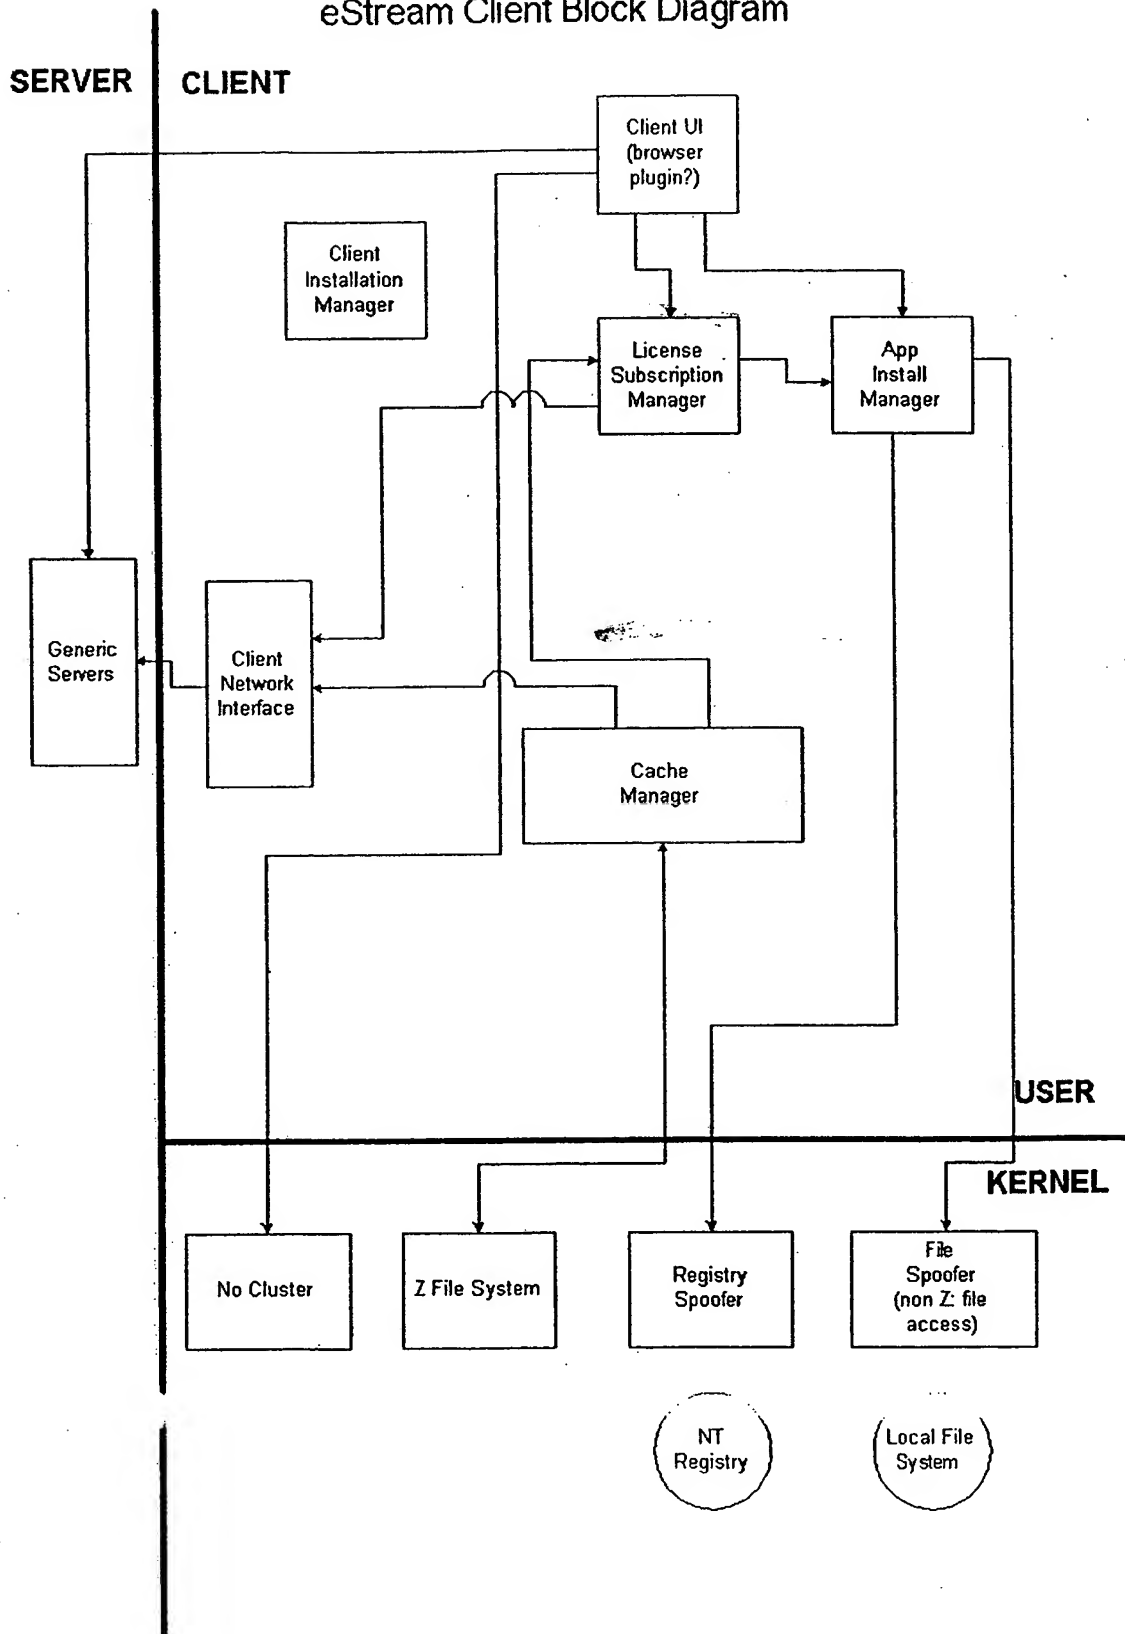 eStream Client Block Diagram
SERVER
CLIENT
Client UI
(browser
plugin?)
Client
Installation
Manager
License
Subscription
Manager
App
Install
Manager
Generic
Servers
Client
Network
Interface
Cache
Manager
USER
KERNEL
No Cluster
Z File System
Registry
Spoofer
File
Spoofer
(non Z: file
access)
NT
Registry
Local File
System